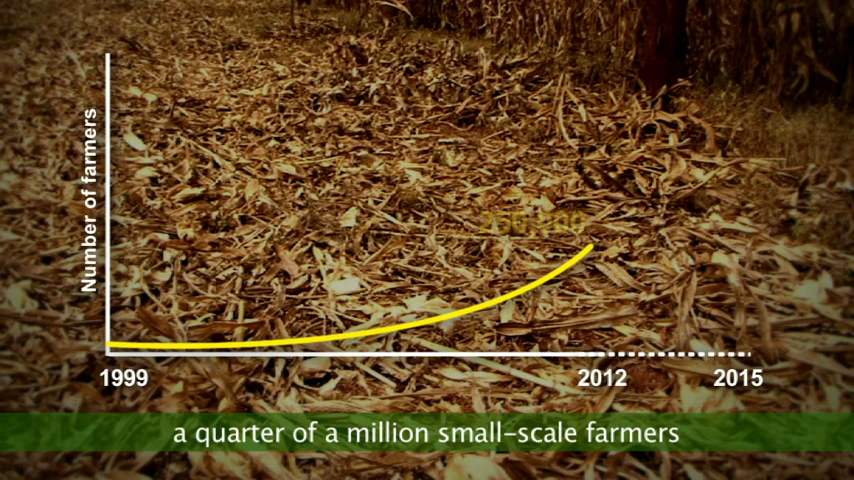 Number of farmers
250,000
1999 2012 2015
a quarter of a million small-scale farmers